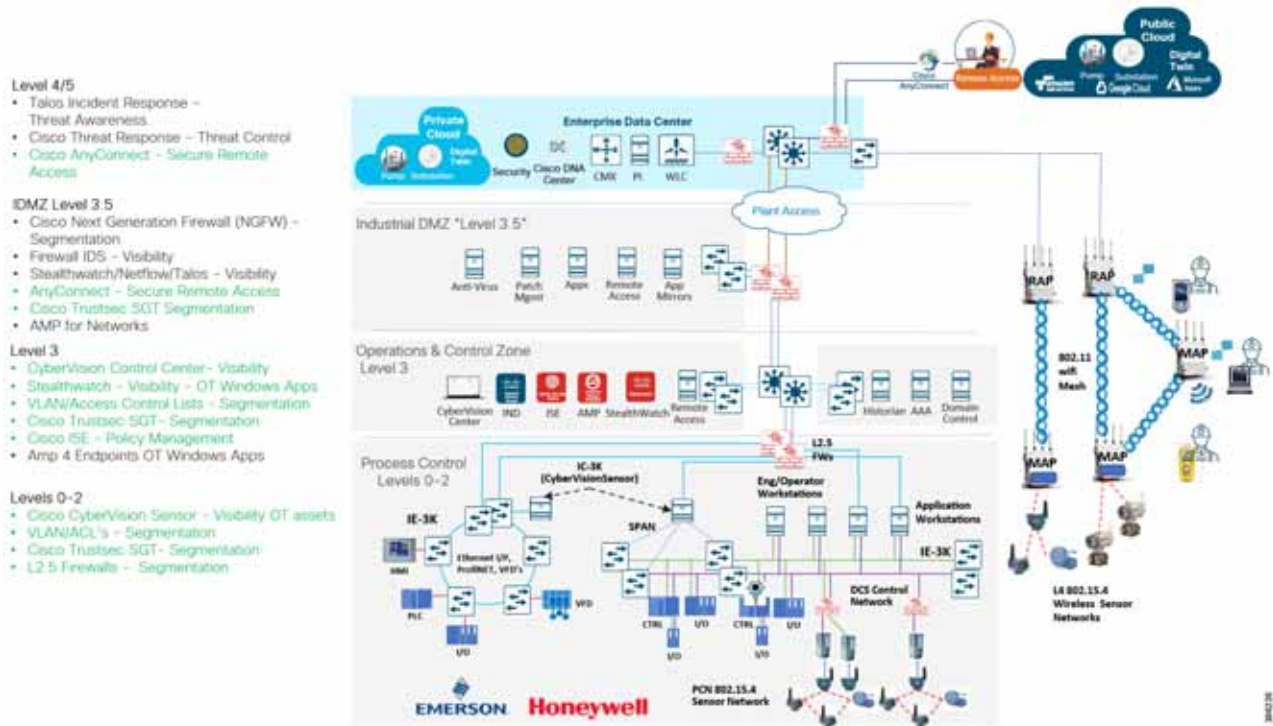 Level 4/5
• Talos Incident Response –
Threat Awareness
• Cisco Threat Response – Threat Control
• Cisco AnyConnect - Secure Remote
Access
IDMZ Level 3.5
• Cisco Next Generation Firewall (NGFW) –
Segmentation
• Firewall IDS - Visibility
• Stealthwatch/Netflow/Talos - Visibility
• AnyConnect – Secure Remote Access
• Cisco Trustsec SGT Segmentation
• AMP for Networks
Level 3
• CyberVision Control Center- Visibility
• Stealthwatch – Visibility - OT Windows Apps
• VLAN/Access Control Lists – Segmentation
• Cisco Trustsec SGT- Segmentation
• Cisco ISE – Policy Management
• Amp 4 Endpoints OT Windows Apps
Levels 0-2
• Cisco CyberVision Sensor – Visibility OT assets
• VLAN/ACL's – Segmentation
• Cisco Trustsec SGT- Segmentation
• L2 5 Firewalls – Segmentation
Public
Cloud
Digital
Twin
Pump
Substation
Google Cloud
Microsoft
Azure
Remote Access
Cisco
AnyConnect
Private
Cloud
Digital
Twin
Pump
Substation
Enterprise Data Center
Security
Cisco DNA
Center
CMX
PI
WLC
Plant Access
Industrial DMZ "Level 3.5"
Anti-Virus
Patch
Mgmt
Apps
Remote
Access
App
Mirrors
Operations & Control Zone
Level 3
CyberVision
Center
IND
ISE
AMP
StealthWatch
Remote
Access
Historian
AAA
Domain
Control
Process Control
Levels 0-2
IC-3K
(CyberVisionSensor)
L2.5
FWs
Eng/Operator
Workstations
Application
Workstations
IE-3K
SPAN
IE-3K
HMI
Ethernet I/P,
ProfiNET, VFD's
PLC
VFD
I/O
CTRL
I/O
CTRL
I/O
I/O
I/O
DCS Control
Network
PCN 802.15.4
Sensor Network
EMERSON
Honeywell
RAP
RAP
MAP
802.11
wifi
Mesh
MAP
MAP
L4 802.15.4
Wireless Sensor
Networks